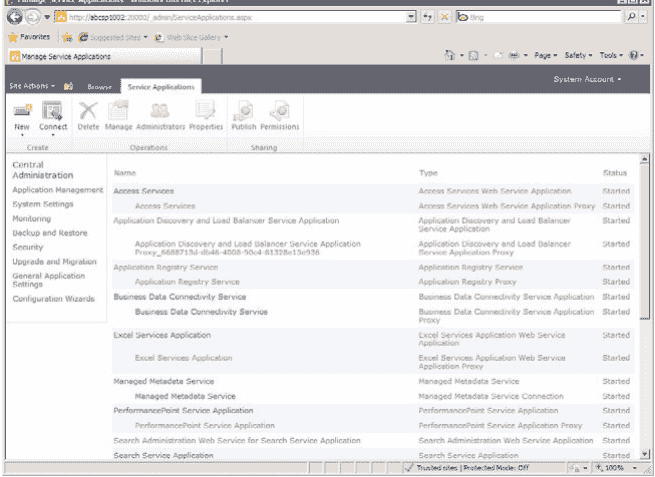 Manage Service Applications - Windows Internet Explorer
http://abcsp1002:20000/_admin/ServiceApplications.aspx
Bing
Favorites Suggested Sites Web Slice Gallery
Manage Service Applications
Page Safety Tools
System Account
Site Actions Browse Service Applications
New Connect Delete Manage Administrators Properties Publish Permissions
Create Operations Sharing
Central
Administration
Application Management
System Settings
Monitoring
Backup and Restore
Security
Upgrade and Migration
General Application
Settings
Configuration Wizards
Name Type Status
Access Services Access Services Web Service Application Started
Access Services Access Services Web Service Application Proxy Started
Application Discovery and Load Balancer Service Application Application Discovery and Load Balancer Started
Service Application
Application Discovery and Load Balancer Service Application Application Discovery and Load Balancer Started
Proxy_6688713d-db46-4008-90c4-81328e15e936 Service Application Proxy
Application Registry Service Application Registry Service Started
Application Registry Service Application Registry Proxy Started
Business Data Connectivity Service Business Data Connectivity Service Application Started
Business Data Connectivity Service Business Data Connectivity Service Application Started
Proxy
Excel Services Application Excel Services Application Web Service Started
Application
Excel Services Application Excel Services Application Web Service Started
Application Proxy
Managed Metadata Service Managed Metadata Service Started
Managed Metadata Service Managed Metadata Service Connection Started
PerformancePoint Service Application PerformancePoint Service Application Started
PerformancePoint Service Application PerformancePoint Service Application Proxy Started
Search Administration Web Service for Search Service Application Search Administration Web Service Application Started
Search Service Application Search Service Application Started
Trusted sites | Protected Mode: Off 100%